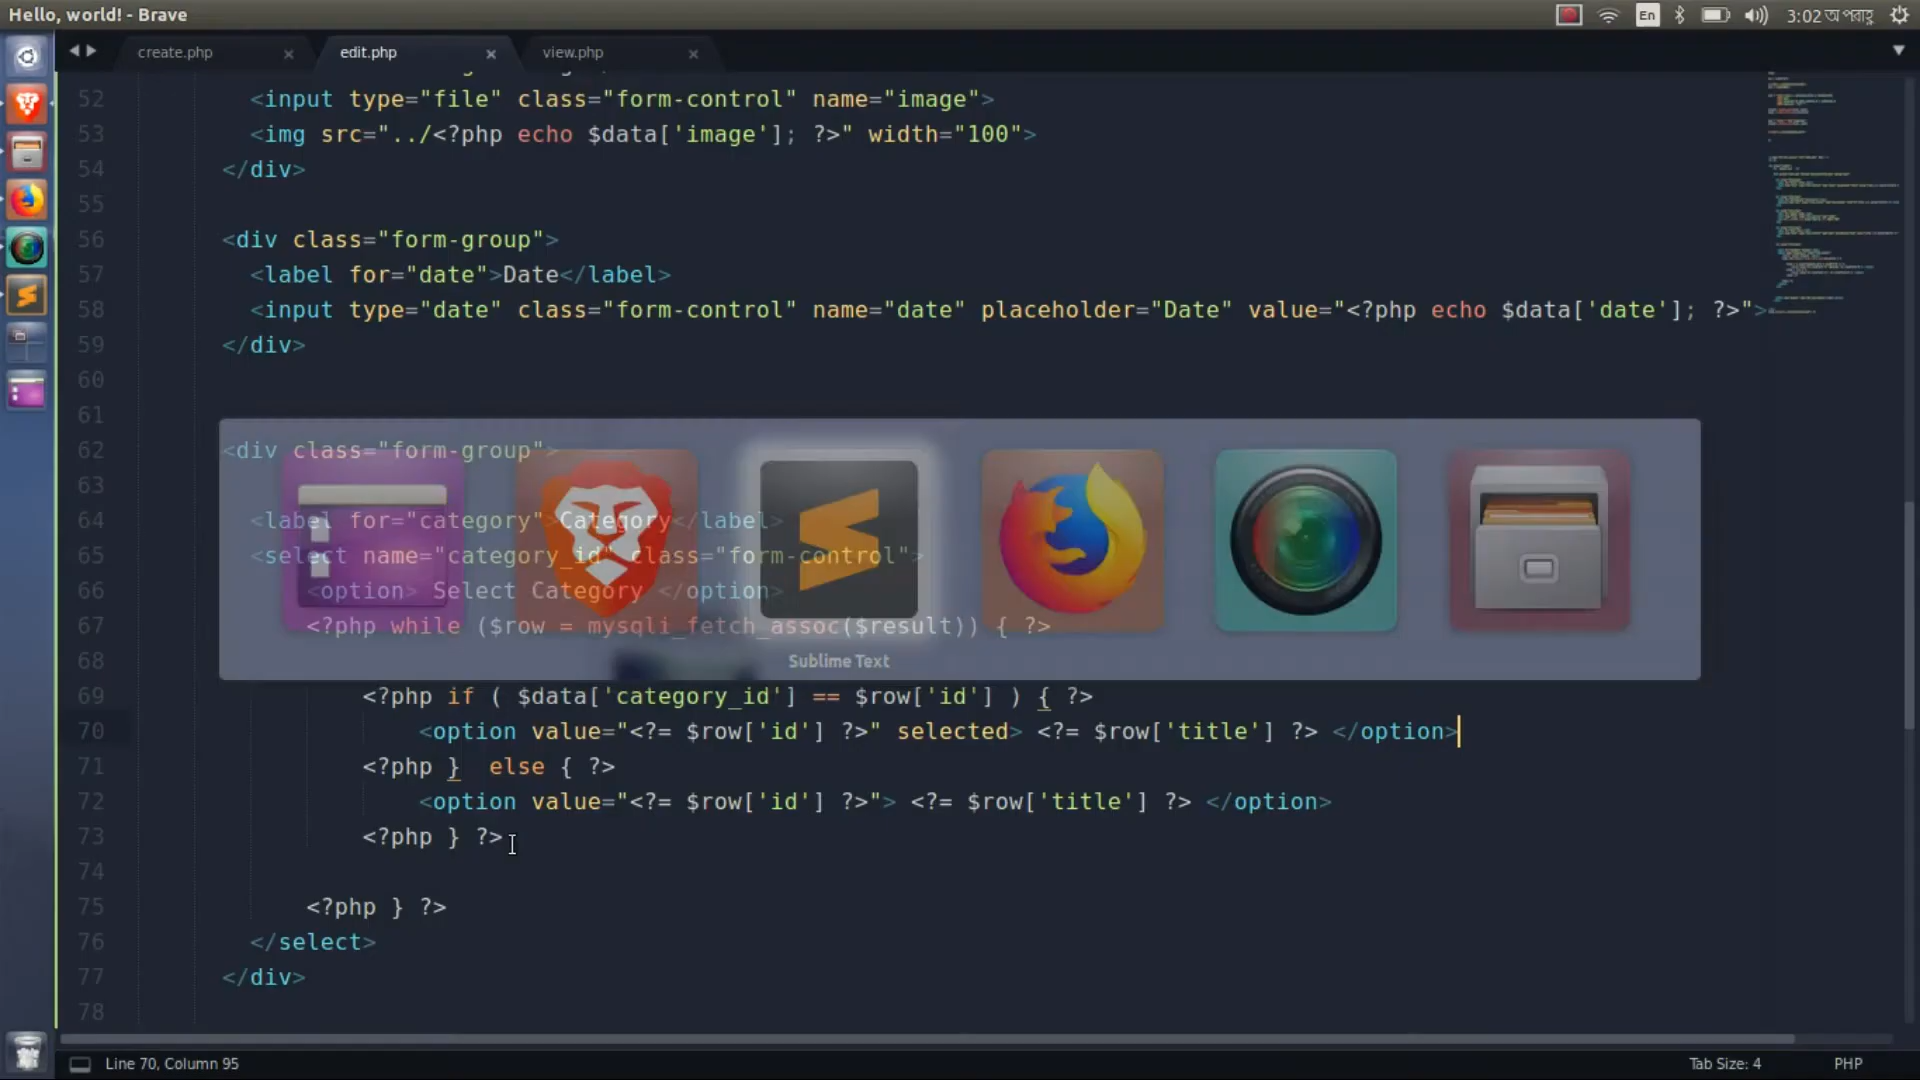 Hello, world! - Brave
En
3:02 অপরাহ্ণ
create.php × edit.php × view.php ×
52 <input type="file" class="form-control" name="image">
53 <img src="../<?php echo $data['image']; ?>" width="100">
54 </div>
55
56 <div class="form-group">
57 <label for="date">Date</label>
58 <input type="date" class="form-control" name="date" placeholder="Date" value="<?php echo $data['date']; ?>">
59 </div>
60
61
62 <div class="form-group">
63
64 <label for="category">Category</label>
65 <select name="category_id" class="form-control">
66 <option> Select Category </option>
67 <?php while ($row = mysqli_fetch_assoc($result)) { ?>
68
Sublime Text
69 <?php if ( $data['category_id'] == $row['id'] ) { ?>
70 <option value="<?= $row['id'] ?>" selected> <?= $row['title'] ?> </option>
71 <?php } else { ?>
72 <option value="<?= $row['id'] ?>"> <?= $row['title'] ?> </option>
73 <?php } ?>
74
75 <?php } ?>
76 </select>
77 </div>
78
Line 70, Column 95
Tab Size: 4
PHP